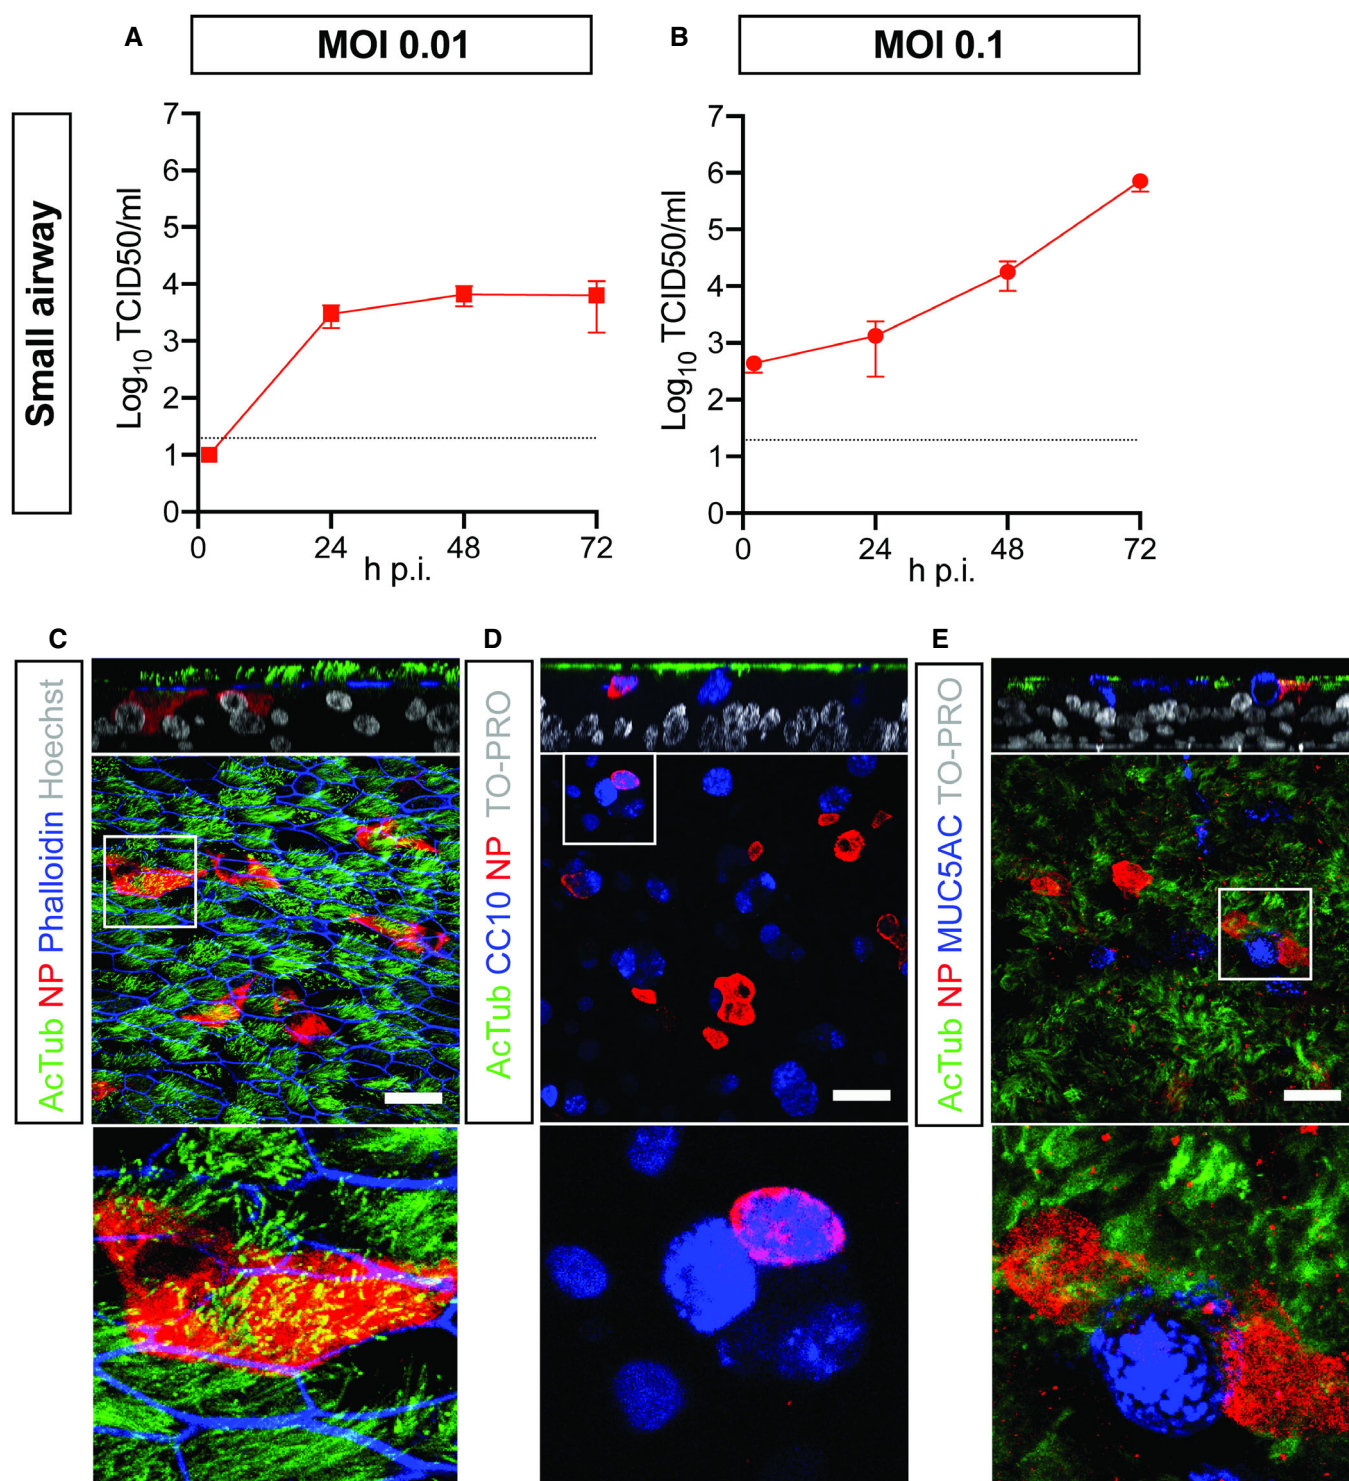 A
MOI 0.01
B
MOI 0.1
Small airway
Log10 TCID50/ml
7
6
5
4
3
2
1
0
0
24
48
72
h p.i.
Log10 TCID50/ml
7
6
5
4
3
2
1
0
0
24
48
72
h p.i.
C
AcTub NP Phalloidin Hoechst
D
AcTub CC10 NP TO-PRO
E
AcTub NP MUC5AC TO-PRO